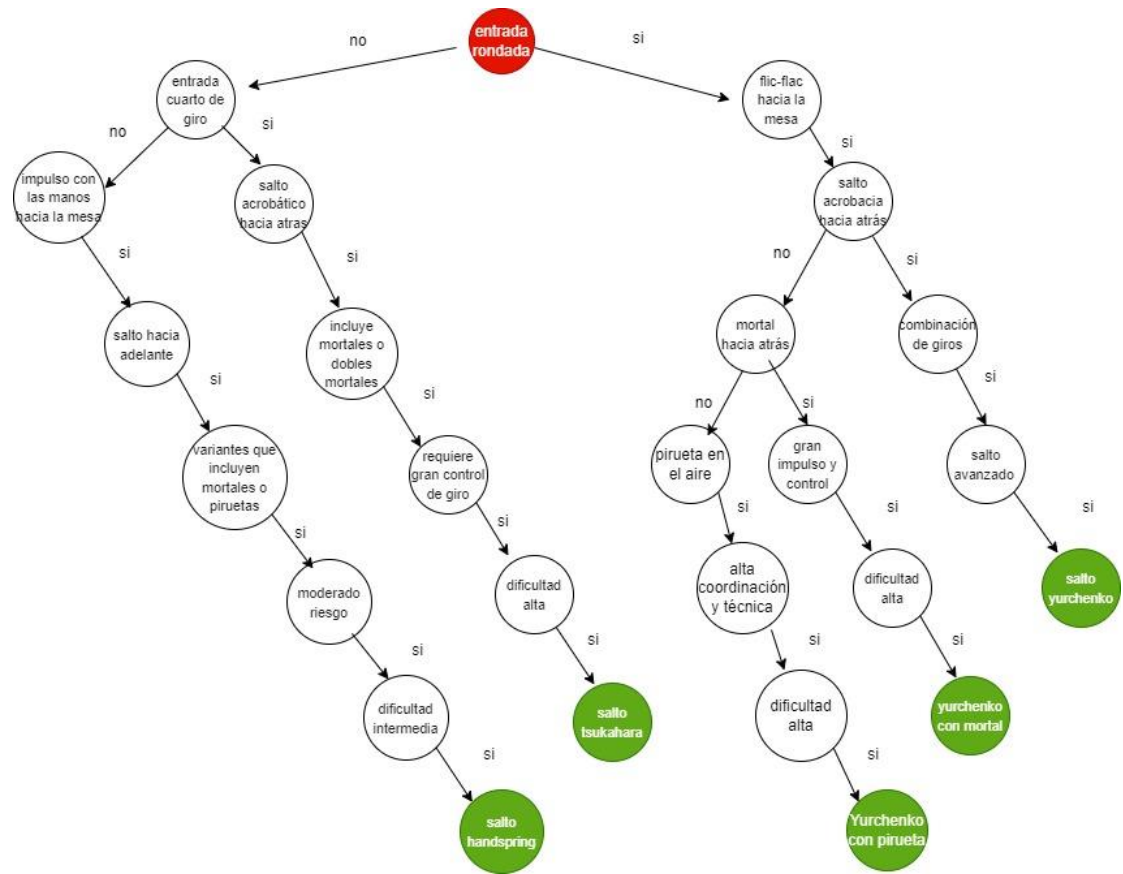 entrada
rondada
no
si
entrada
cuarto de
giro
flic-flac
hacia la
mesa
no
si
si
impulso con
las manos
hacia la mesa
salto
acrobático
hacia atras
salto
acrobacia
hacia atrás
si
si
no
si
salto hacia
adelante
incluye
mortales o
dobles
mortales
mortal
hacia atrás
combinación
de giros
si
si
no
si
si
variantes que
incluyen
mortales o
piruetas
requiere
gran control
de giro
pirueta en
el aire
gran
impulso y
control
salto
avanzado
si
si
si
si
si
moderado
riesgo
dificultad
alta
alta
coordinación
y técnica
dificultad
alta
salto
yurchenko
si
si
si
si
dificultad
intermedia
salto
tsukahara
dificultad
alta
yurchenko
con mortal
si
si
salto
handspring
Yurchenko
con pirueta